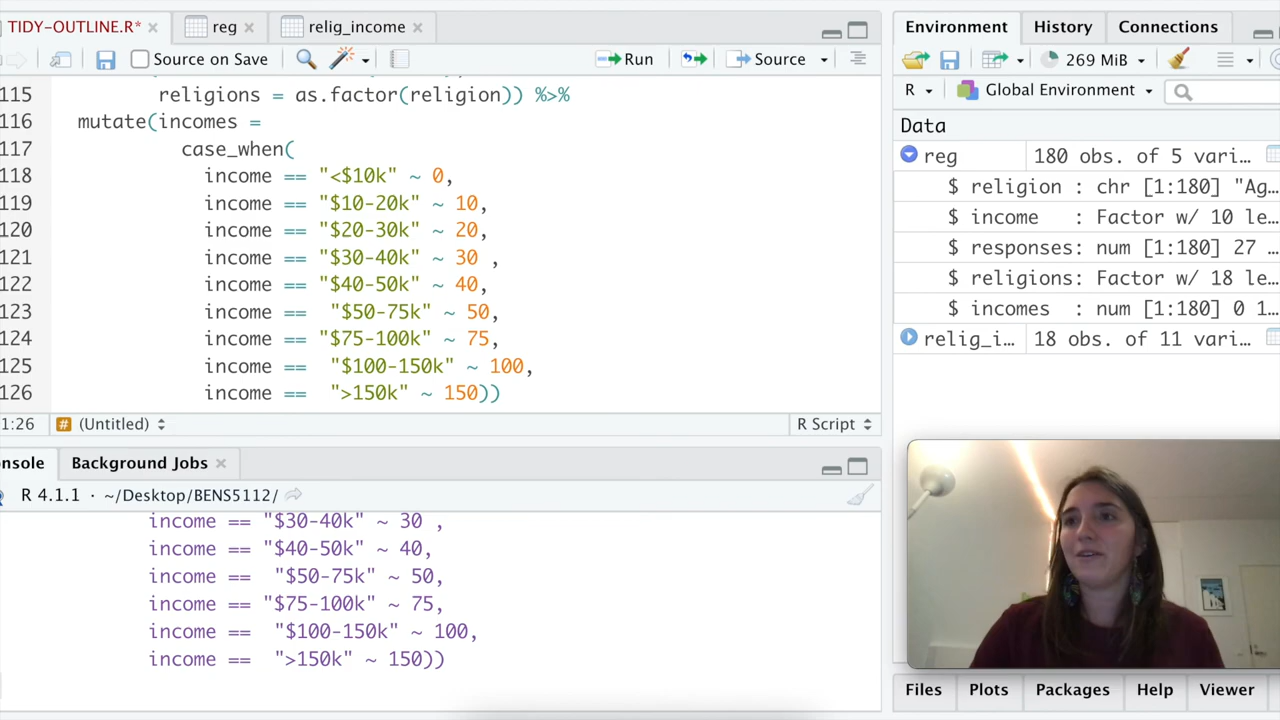 TIDY-OUTLINE.R* × reg × relig_income ×
Source on Save Run Source
115 religions = as.factor(religion)) %>%
116 mutate(incomes =
117 case_when(
118 income == "<$10k" ~ 0,
119 income == "$10-20k" ~ 10,
120 income == "$20-30k" ~ 20,
121 income == "$30-40k" ~ 30 ,
122 income == "$40-50k" ~ 40,
123 income == "$50-75k" ~ 50,
124 income == "$75-100k" ~ 75,
125 income == "$100-150k" ~ 100,
126 income == ">150k" ~ 150))
1:26 # (Untitled) R Script
nsole Background Jobs ×
R 4.1.1 · ~/Desktop/BENS5112/
income == "$30-40k" ~ 30 ,
income == "$40-50k" ~ 40,
income == "$50-75k" ~ 50,
income == "$75-100k" ~ 75,
income == "$100-150k" ~ 100,
income == ">150k" ~ 150))
Environment History Connections
269 MiB
R Global Environment
Data
reg 180 obs. of 5 vari…
$ religion : chr [1:180] "Ag…
$ income : Factor w/ 10 le…
$ responses: num [1:180] 27 …
$ religions: Factor w/ 18 le…
$ incomes : num [1:180] 0 1…
relig_i… 18 obs. of 11 vari…
Files Plots Packages Help Viewer